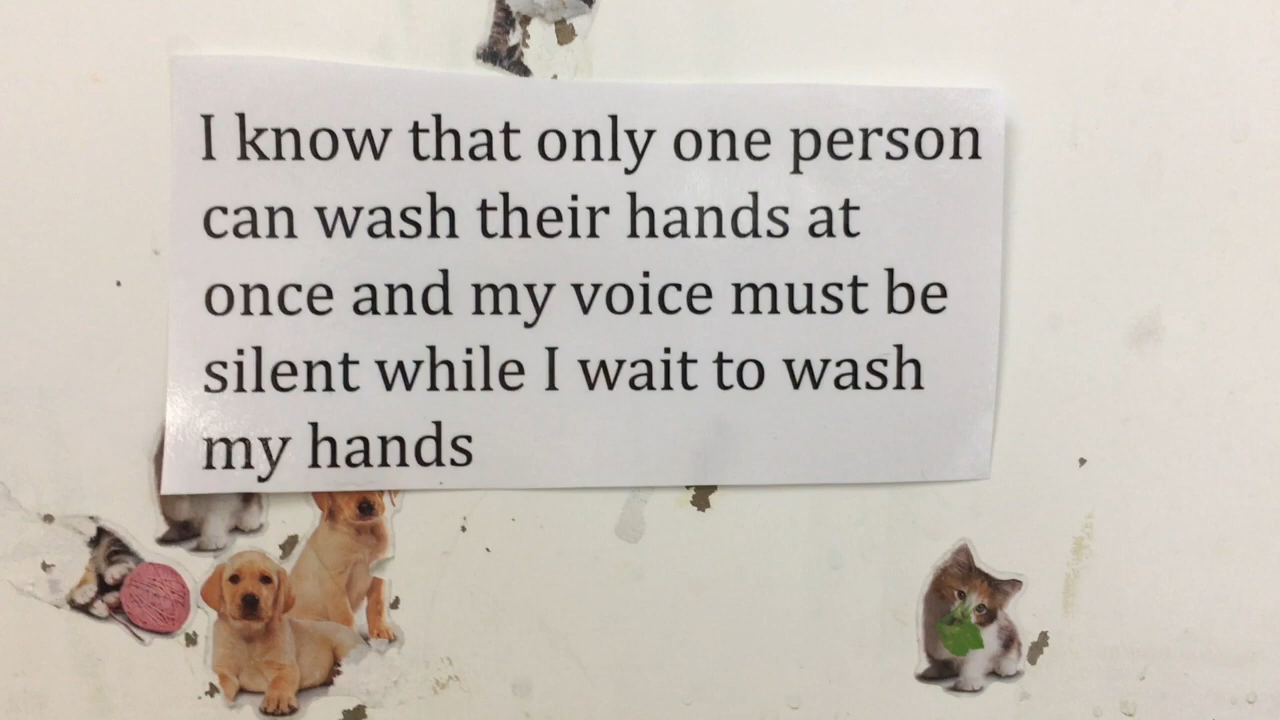 I know that only one person
can wash their hands at
once and my voice must be
silent while I wait to wash
my hands